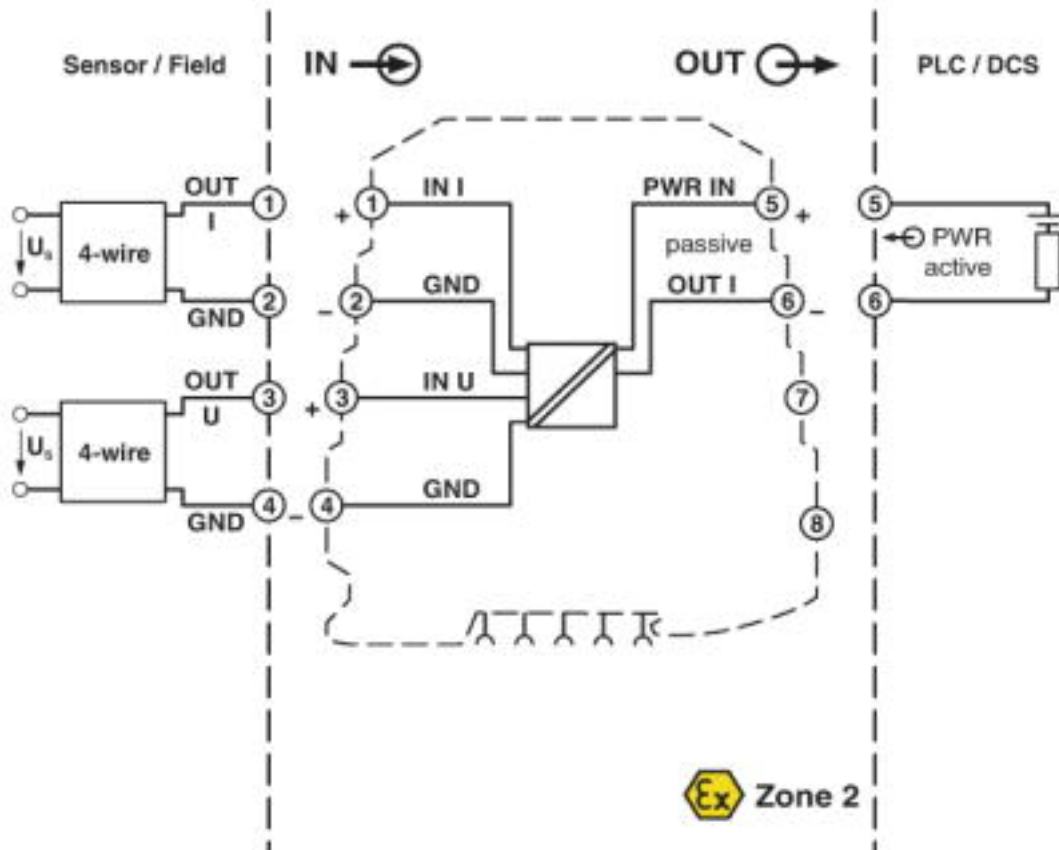 Sensor / Field
IN
OUT
PLC / DCS
OUT
I
1
+
1
IN I
PWR IN
5
+
5
Us
4-wire
passive
PWR
active
2
GND
–
2
GND
OUT I
6
–
6
OUT
U
3
+
3
IN U
7
Us
4-wire
4
GND
–
4
GND
8
Ex Zone 2